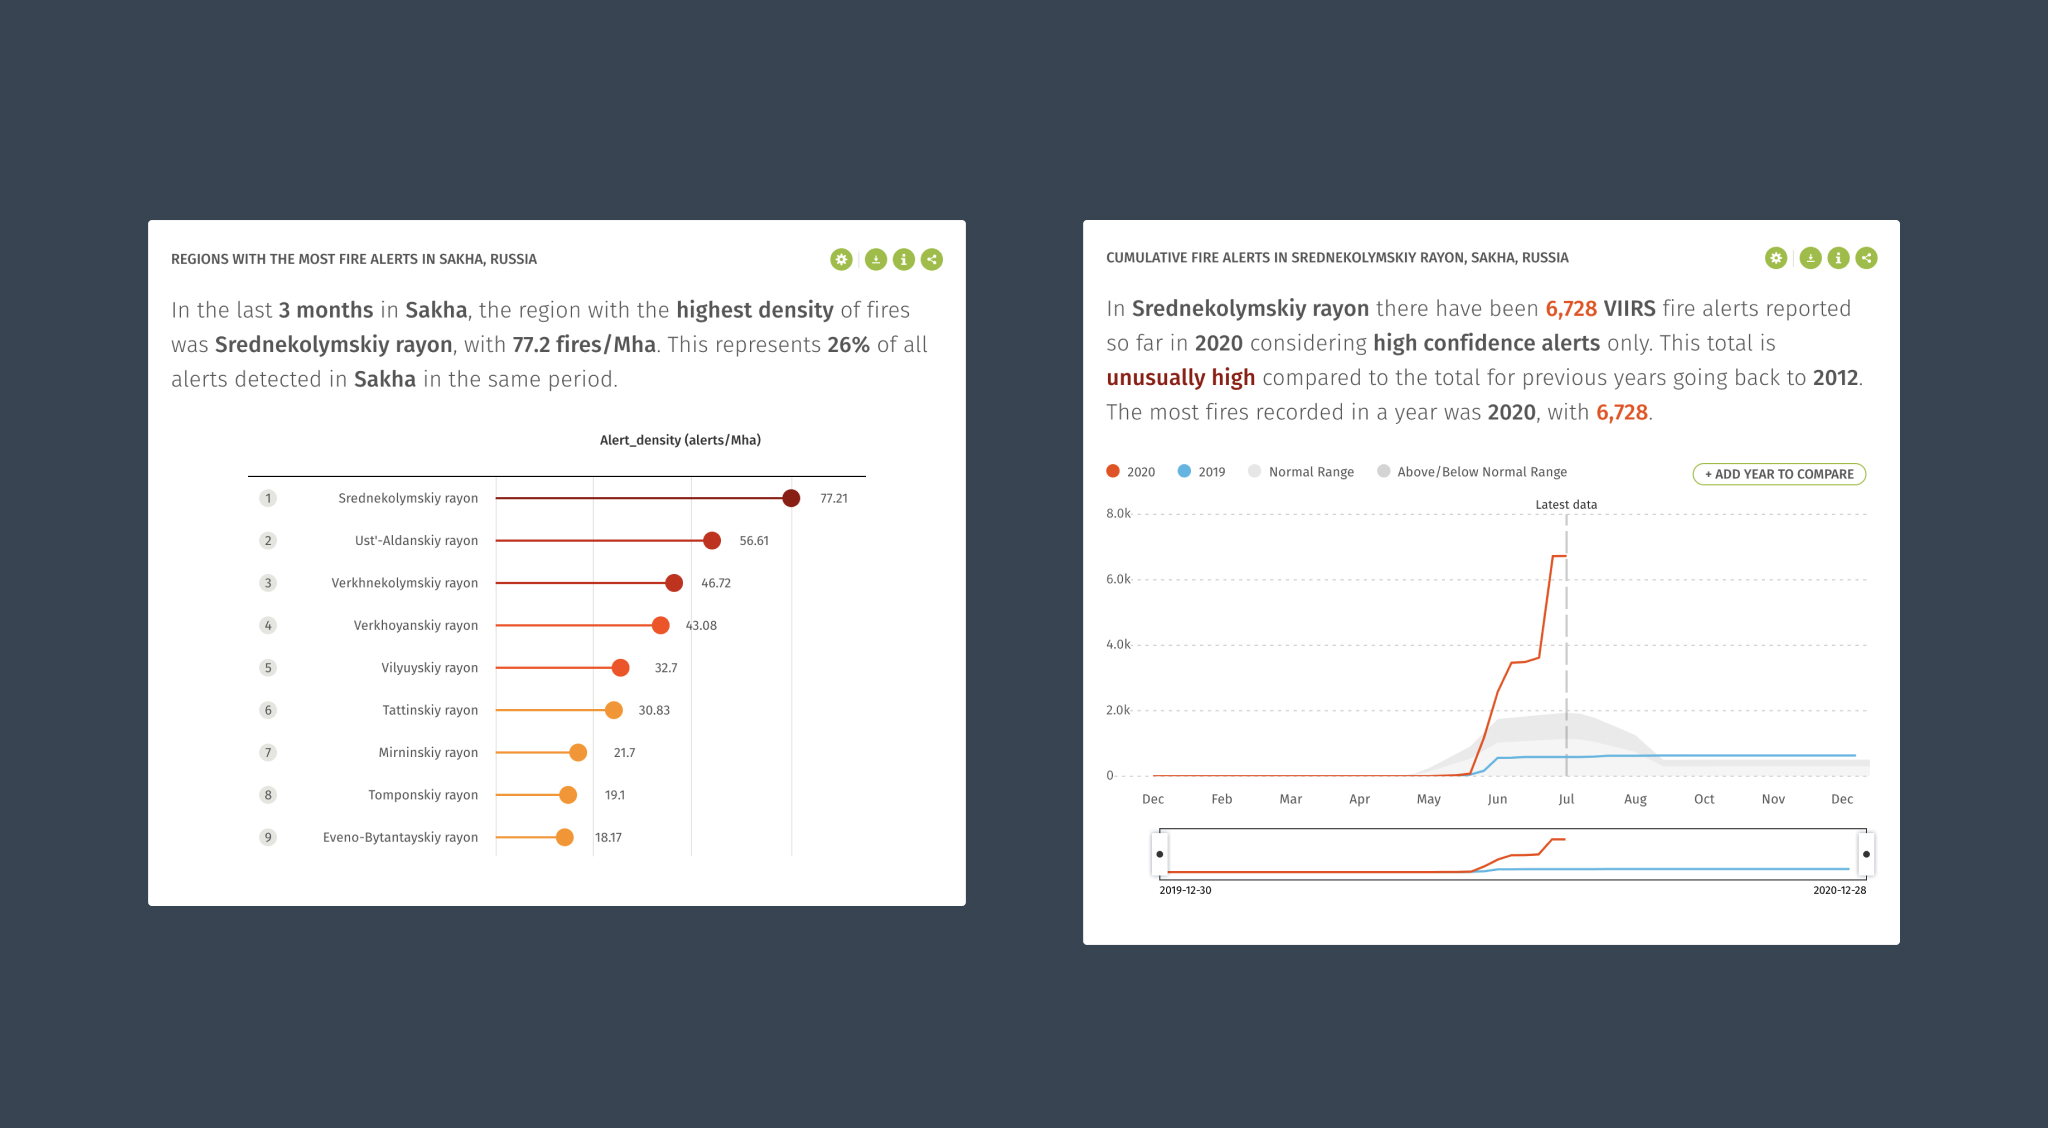 REGIONS WITH THE MOST FIRE ALERTS IN SAKHA, RUSSIA
In the last 3 months in Sakha, the region with the highest density of fires
was Srednekolymskiy rayon, with 77.2 fires/Mha. This represents 26% of all
alerts detected in Sakha in the same period.
Alert_density (alerts/Mha)
1 Srednekolymskiy rayon 77.21
2 Ust'-Aldanskiy rayon 56.61
3 Verkhnekolymskiy rayon 46.72
4 Verkhoyanskiy rayon 43.08
5 Vilyuyskiy rayon 32.7
6 Tattinskiy rayon 30.83
7 Mirninskiy rayon 21.7
8 Tomponskiy rayon 19.1
9 Eveno-Bytantayskiy rayon 18.17
CUMULATIVE FIRE ALERTS IN SREDNEKOLYMSKIY RAYON, SAKHA, RUSSIA
In Srednekolymskiy rayon there have been 6,728 VIIRS fire alerts reported
so far in 2020 considering high confidence alerts only. This total is
unusually high compared to the total for previous years going back to 2012.
The most fires recorded in a year was 2020, with 6,728.
2020 2019 Normal Range Above/Below Normal Range + ADD YEAR TO COMPARE
Latest data
8.0k
6.0k
4.0k
2.0k
0
Dec Feb Mar Apr May Jun Jul Aug Oct Nov Dec
2019-12-30 2020-12-28